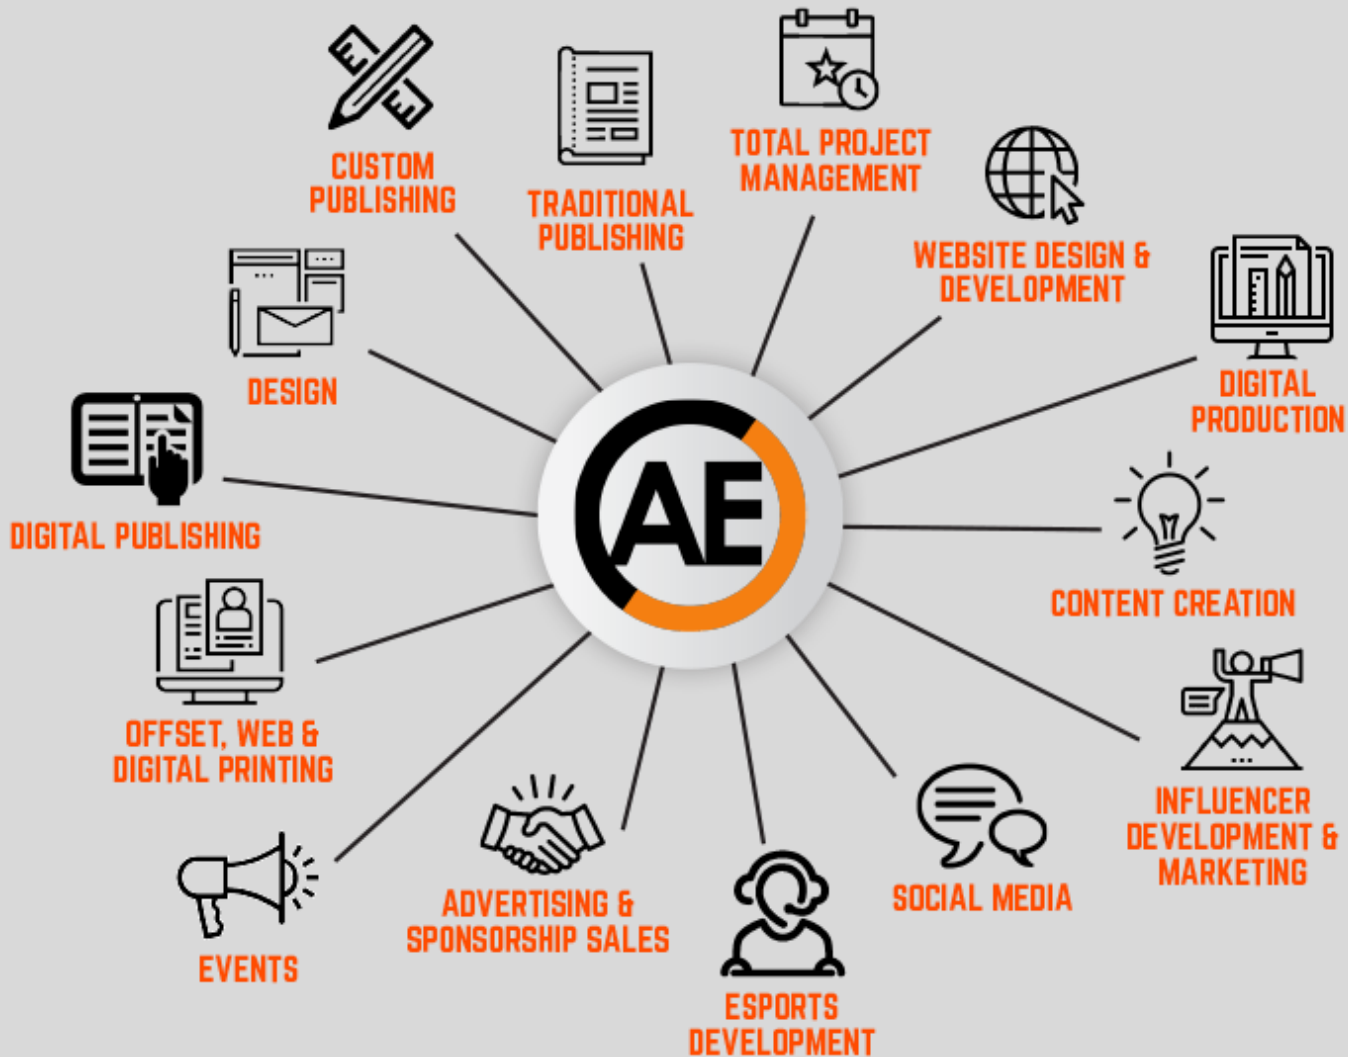 CUSTOM
PUBLISHING
TRADITIONAL
PUBLISHING
TOTAL PROJECT
MANAGEMENT
WEBSITE DESIGN &
DEVELOPMENT
DIGITAL
PRODUCTION
DESIGN
DIGITAL PUBLISHING
AE
CONTENT CREATION
OFFSET, WEB &
DIGITAL PRINTING
INFLUENCER
DEVELOPMENT &
MARKETING
EVENTS
ADVERTISING &
SPONSORSHIP SALES
SOCIAL MEDIA
ESPORTS
DEVELOPMENT